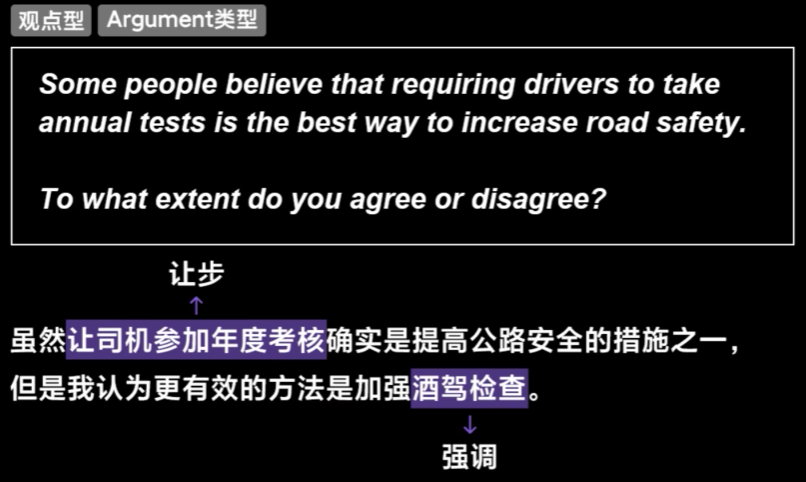 观点型 Argument类型
Some people believe that requiring drivers to take
annual tests is the best way to increase road safety.
To what extent do you agree or disagree?
让步
↑
虽然让司机参加年度考核确实是提高公路安全的措施之一，
但是我认为更有效的方法是加强酒驾检查。
↓
强调